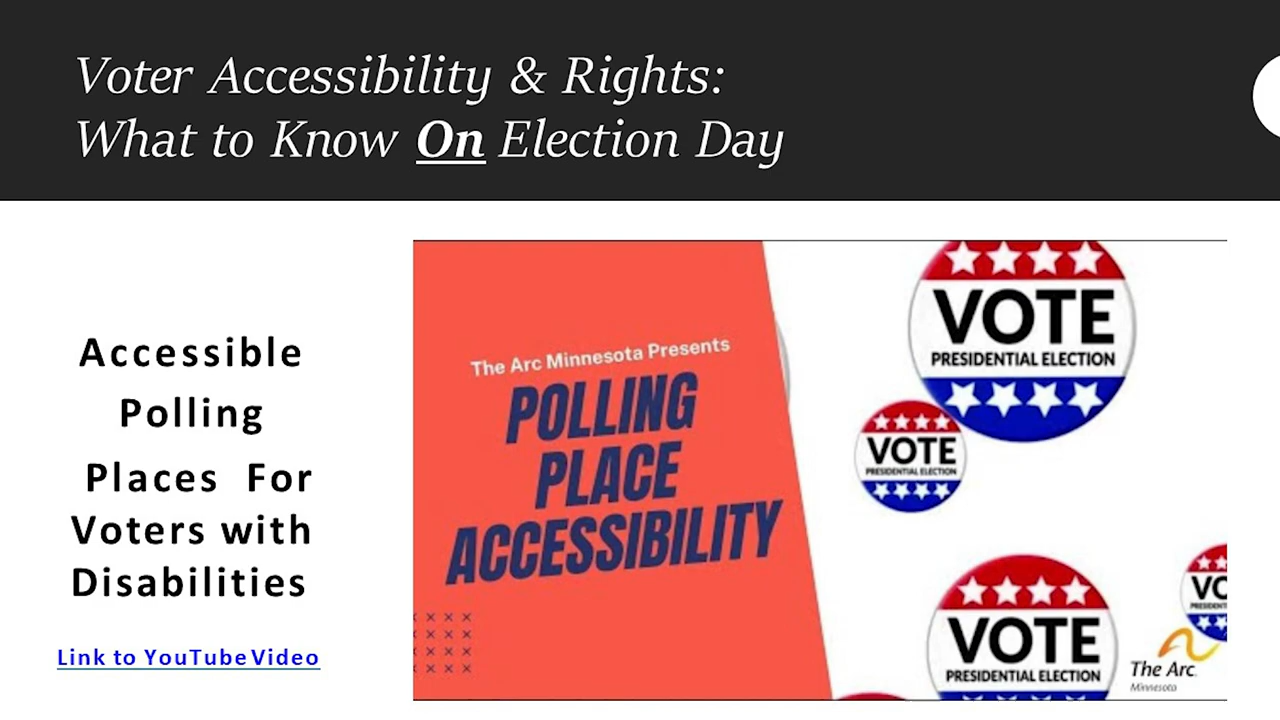 Voter Accessibility & Rights:
What to Know On Election Day
Accessible
Polling
Places For
Voters with
Disabilities
Link to YouTube Video
The Arc Minnesota Presents
POLLING
PLACE
ACCESSIBILITY
VOTE
PRESIDENTIAL ELECTION
VOTE
PRESIDENTIAL ELECTION
VOTE
PRESIDENTIAL ELECTION
VO
PRESIDENT
The Arc
Minnesota